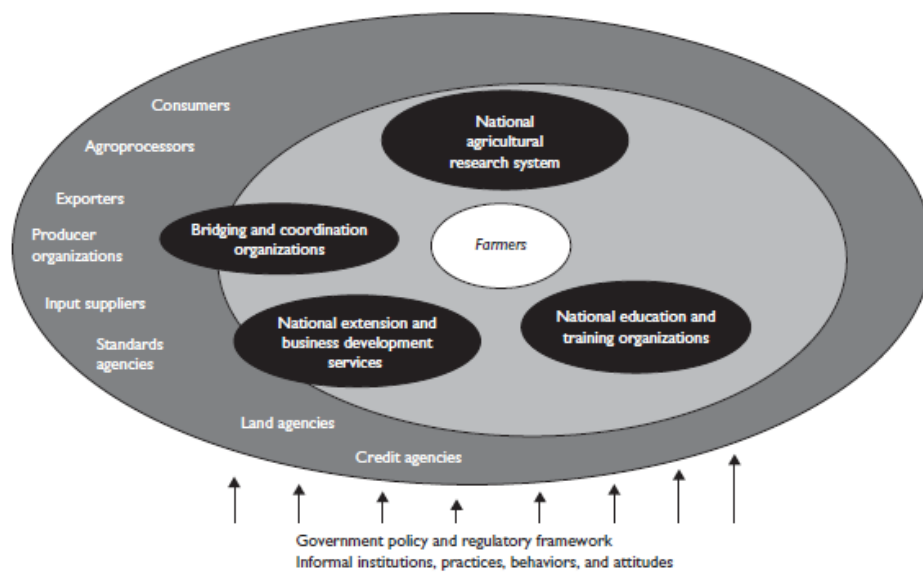 Consumers
National
agricultural
research system
Agroprocessors
Exporters
Producer
organizations
Bridging and coordination
organizations
Farmers
Input suppliers
National extension and
business development
services
National education and
training organizations
Standards
agencies
Land agencies
Credit agencies
Government policy and regulatory framework
Informal institutions, practices, behaviors, and attitudes